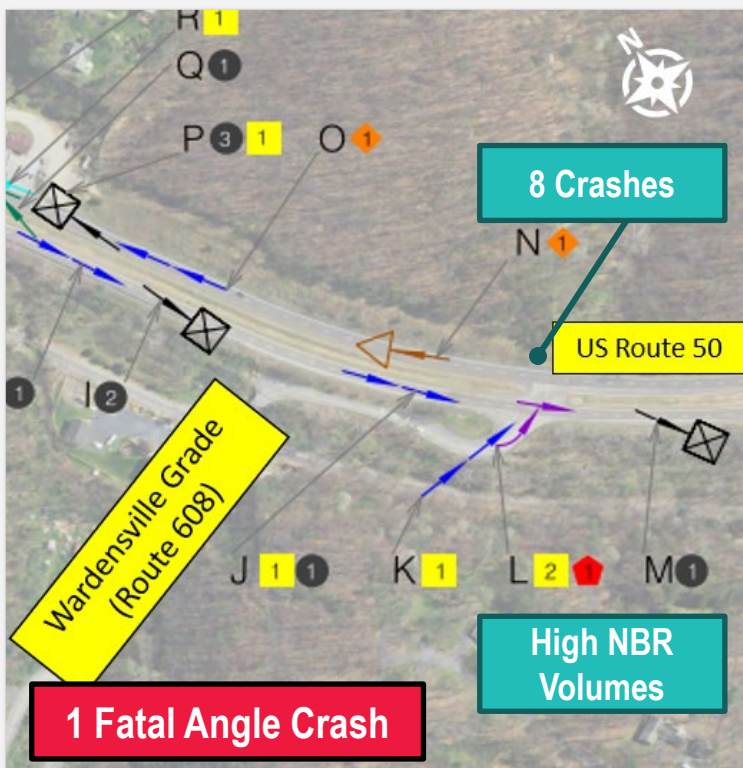 R 1
N
Q 1
P 3 1
O 1
8 Crashes
N 1
US Route 50
1
I 2
Wardensville Grade
(Route 608)
J 1 1
K 1
L 2 1
M 1
High NBR
Volumes
1 Fatal Angle Crash